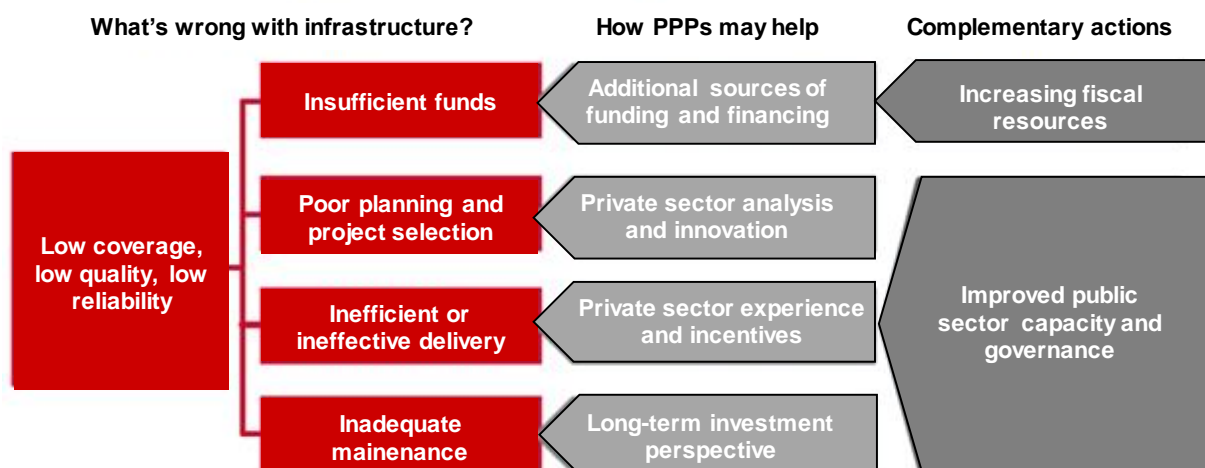 What's wrong with infrastructure?
How PPPs may help
Complementary actions
Low coverage,
low quality, low
reliability
Insufficient funds
Additional sources of
funding and financing
Increasing fiscal
resources
Poor planning and
project selection
Private sector analysis
and innovation
Inefficient or
ineffective delivery
Private sector experience
and incentives
Improved public
sector capacity and
governance
Inadequate
mainenance
Long-term investment
perspective